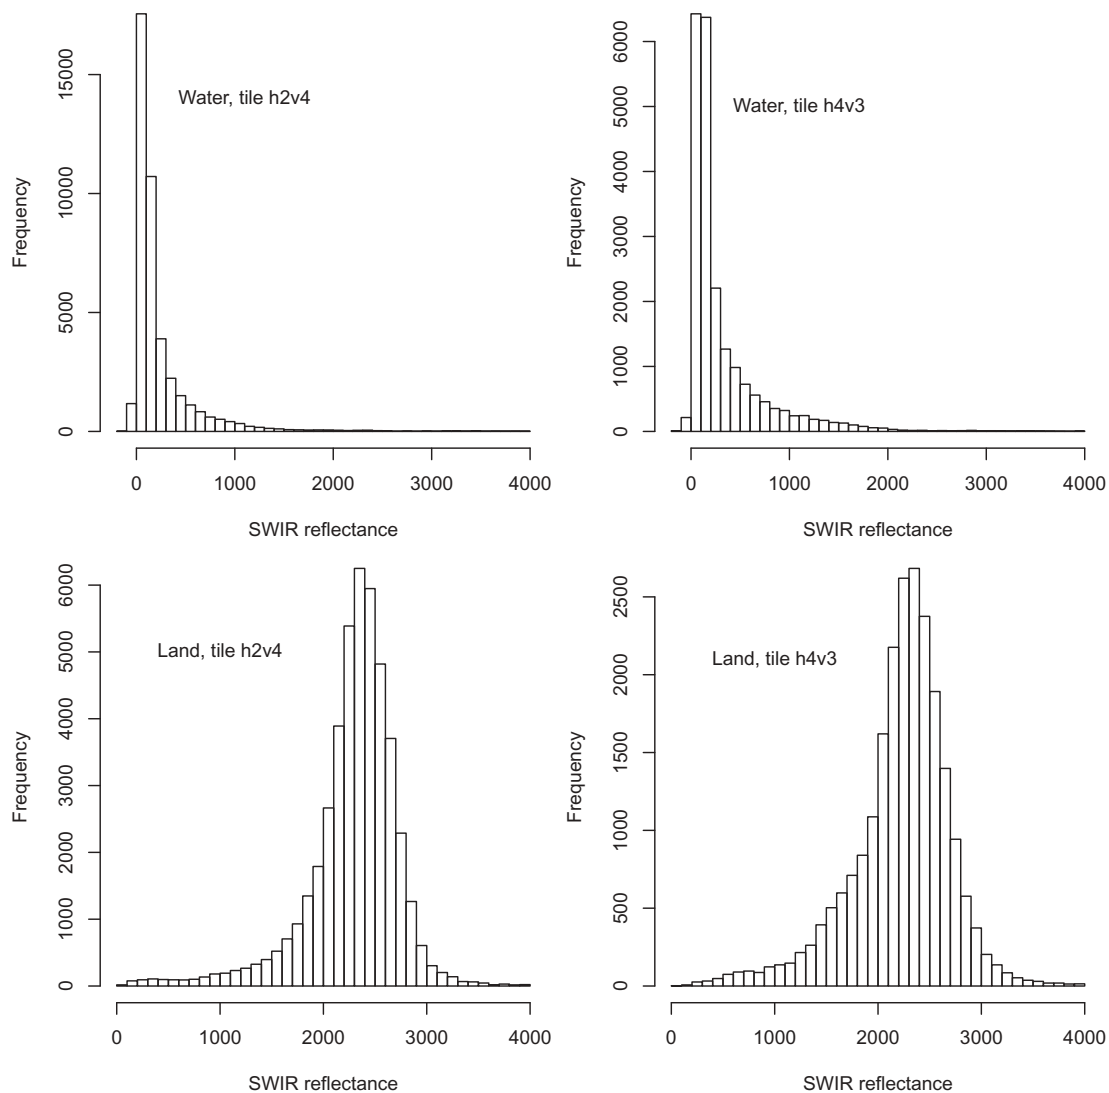 Water, tile h2v4
Frequency
0
5000
10000
15000
0 1000 2000 3000 4000
SWIR reflectance
Water, tile h4v3
Frequency
0
1000
2000
3000
4000
5000
6000
0 1000 2000 3000 4000
SWIR reflectance
Land, tile h2v4
Frequency
0
1000
2000
3000
4000
5000
6000
0 1000 2000 3000 4000
SWIR reflectance
Land, tile h4v3
Frequency
0
500
1000
1500
2000
2500
0 1000 2000 3000 4000
SWIR reflectance